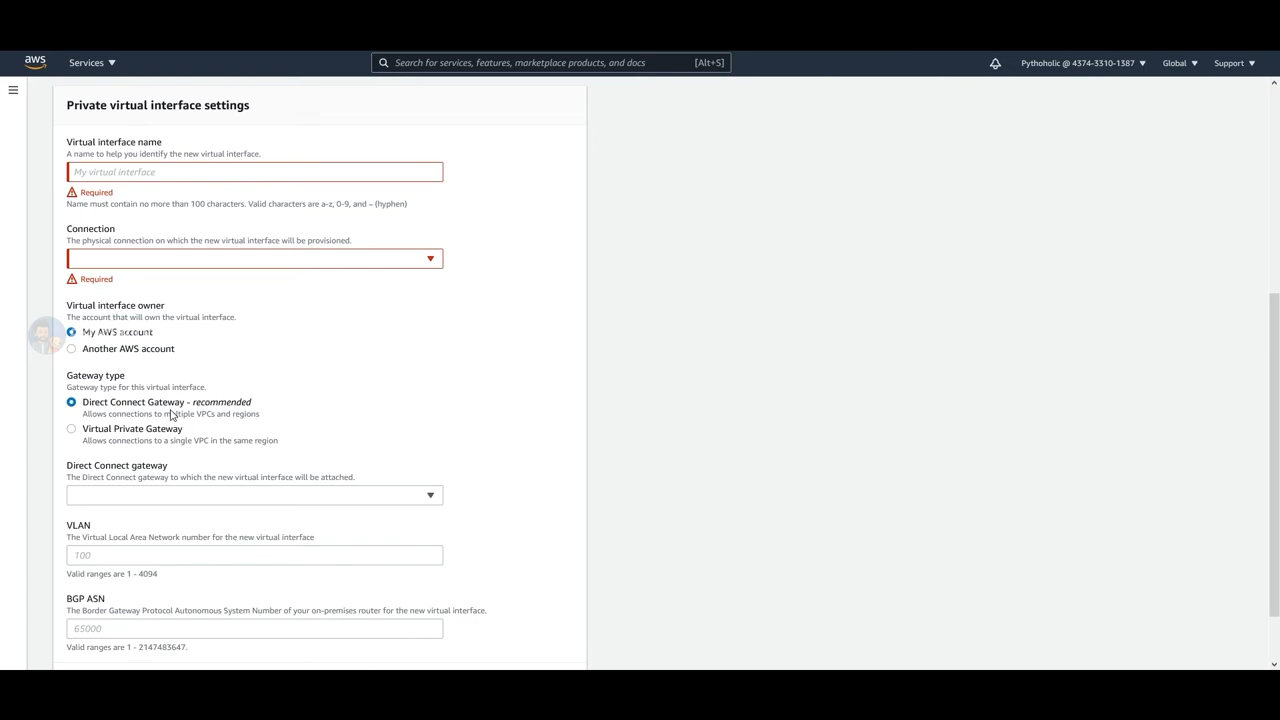 aws
Services
Search for services, features, marketplace products, and docs
[Alt+S]
Pythoholic @ 4374-3310-1387
Global
Support
Private virtual interface settings
Virtual interface name
A name to help you identify the new virtual interface.
My virtual interface
Required
Name must contain no more than 100 characters. Valid characters are a-z, 0-9, and – (hyphen)
Connection
The physical connection on which the new virtual interface will be provisioned.
Required
Virtual interface owner
The account that will own the virtual interface.
My AWS account
Another AWS account
Gateway type
Gateway type for this virtual interface.
Direct Connect Gateway - recommended
Allows connections to multiple VPCs and regions
Virtual Private Gateway
Allows connections to a single VPC in the same region
Direct Connect gateway
The Direct Connect gateway to which the new virtual interface will be attached.
VLAN
The Virtual Local Area Network number for the new virtual interface
100
Valid ranges are 1 - 4094
BGP ASN
The Border Gateway Protocol Autonomous System Number of your on-premises router for the new virtual interface.
65000
Valid ranges are 1 - 2147483647.